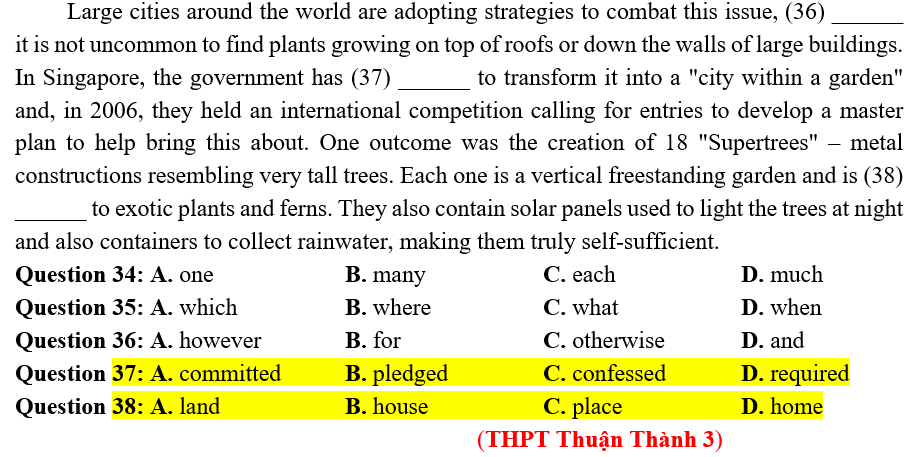 Large cities around the world are adopting strategies to combat this issue, (36) ______
it is not uncommon to find plants growing on top of roofs or down the walls of large buildings.
In Singapore, the government has (37) ______ to transform it into a "city within a garden"
and, in 2006, they held an international competition calling for entries to develop a master
plan to help bring this about. One outcome was the creation of 18 "Supertrees" – metal
constructions resembling very tall trees. Each one is a vertical freestanding garden and is (38)
______ to exotic plants and ferns. They also contain solar panels used to light the trees at night
and also containers to collect rainwater, making them truly self-sufficient.
Question 34: A. one B. many C. each D. much
Question 35: A. which B. where C. what D. when
Question 36: A. however B. for C. otherwise D. and
Question 37: A. committed B. pledged C. confessed D. required
Question 38: A. land B. house C. place D. home
(THPT Thuận Thành 3)